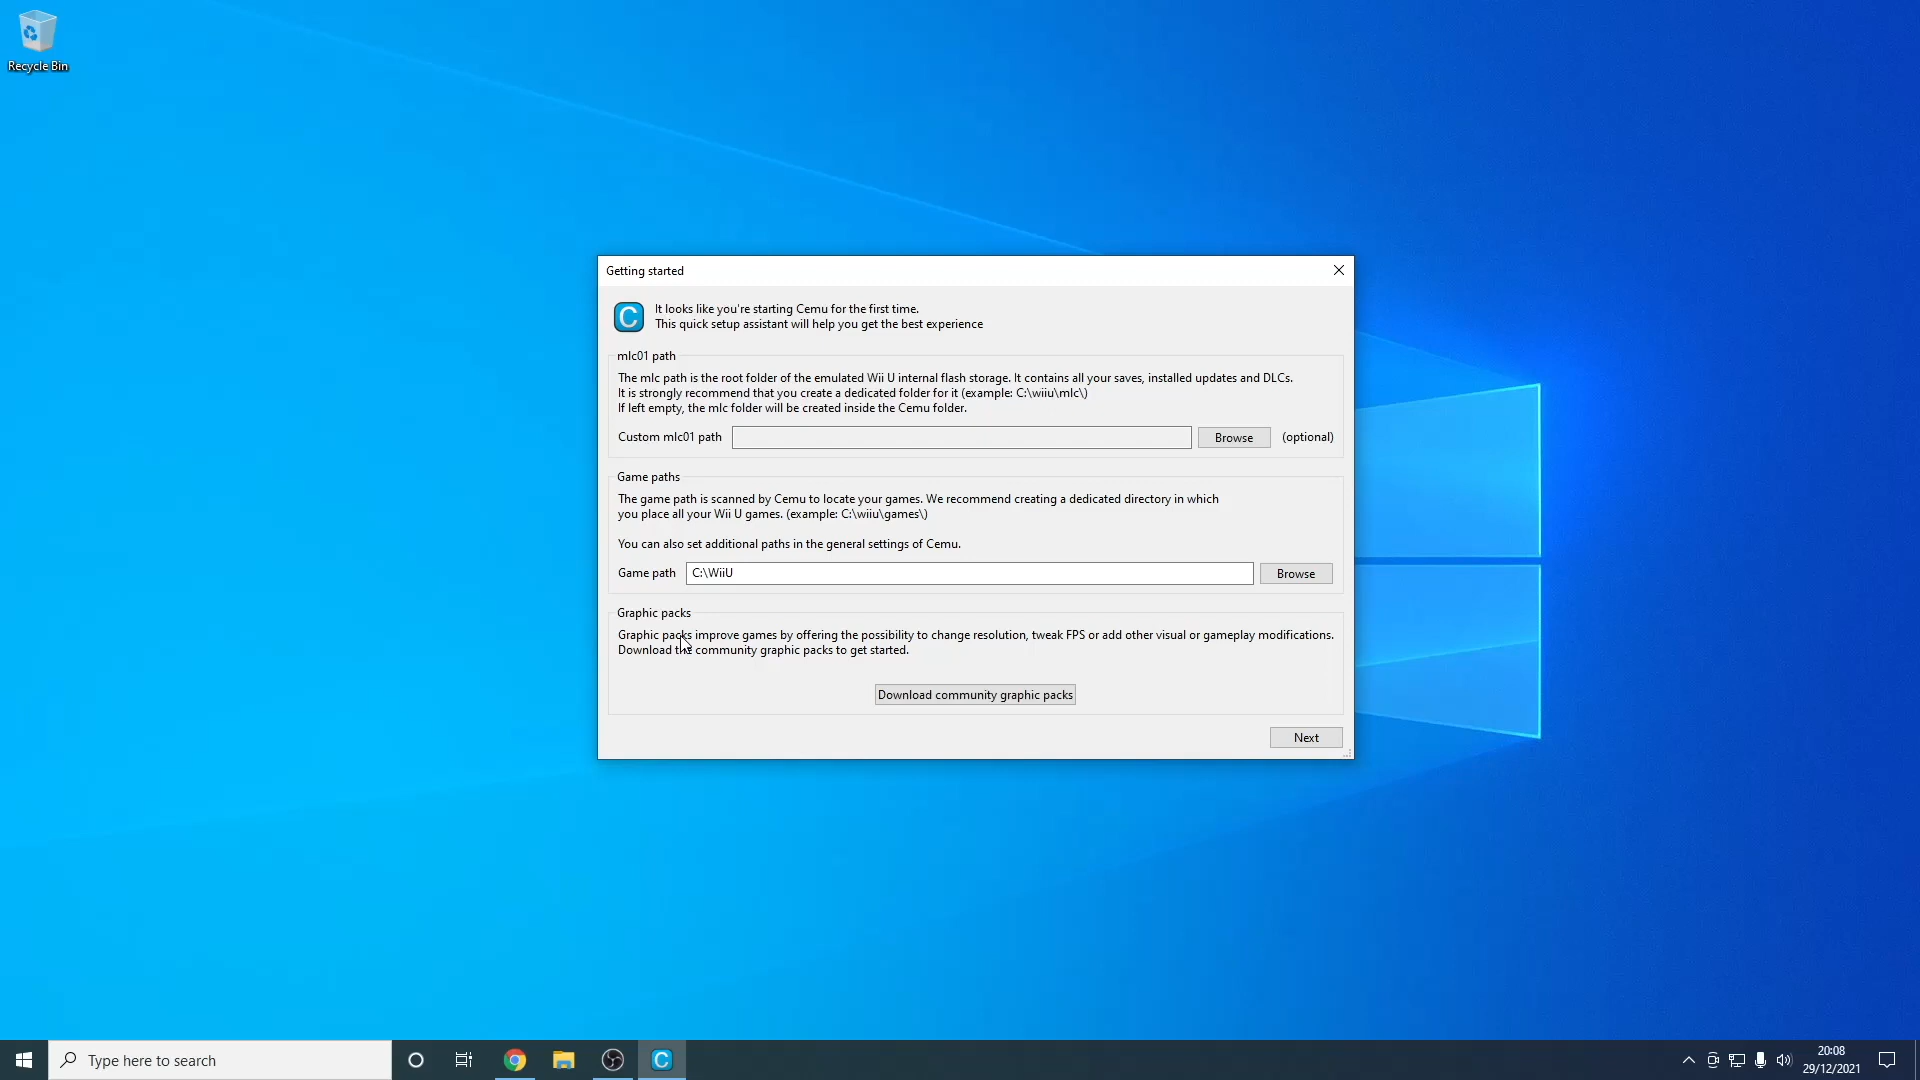 Recycle Bin
Getting started
C
It looks like you're starting Cemu for the first time.
This quick setup assistant will help you get the best experience
mlc01 path
The mlc path is the root folder of the emulated Wii U internal flash storage. It contains all your saves, installed updates and DLCs.
It is strongly recommend that you create a dedicated folder for it (example: C:\wiiu\mlc\)
If left empty, the mlc folder will be created inside the Cemu folder.
Custom mlc01 path Browse (optional)
Game paths
The game path is scanned by Cemu to locate your games. We recommend creating a dedicated directory in which
you place all your Wii U games. (example: C:\wiiu\games\)
You can also set additional paths in the general settings of Cemu.
Game path C:\WiiU Browse
Graphic packs
Graphic packs improve games by offering the possibility to change resolution, tweak FPS or add other visual or gameplay modifications.
Download the community graphic packs to get started.
Download community graphic packs
Next
Type here to search
C
20:08
29/12/2021